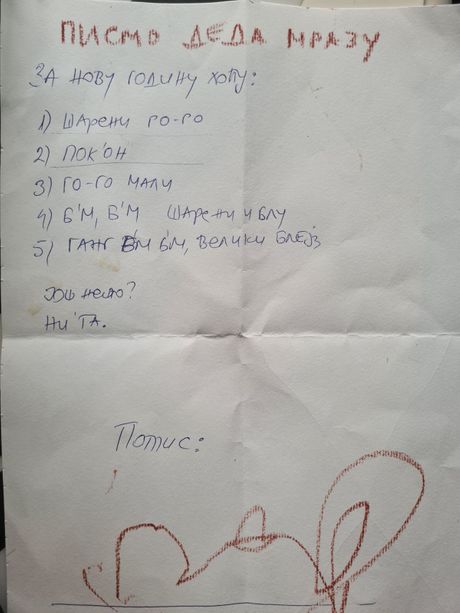 ПИСМО ДЕДА МРАЗУ
ЗА НОВУ ГОДИНУ ХОЋУ:
1) ШАРЕНИ ГО-ГО
2) ПОК'ОН
3) ГО-ГО МАЛИ
4) Б'М, Б'М ШАРЕНИ И БЛУ
5) ГАНГ Б'М Б'М, ВЕЛИКИ БЛЕЈЗ
Још нешто?
НИ'ТА.
Потпис: